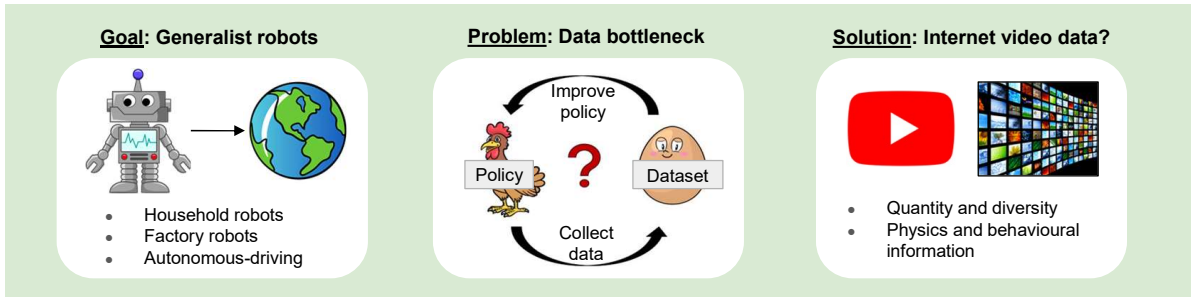 Goal: Generalist robots
Household robots
Factory robots
Autonomous-driving
Problem: Data bottleneck
Improve
policy
Policy
?
Dataset
Collect
data
Solution: Internet video data?
Quantity and diversity
Physics and behavioural
information